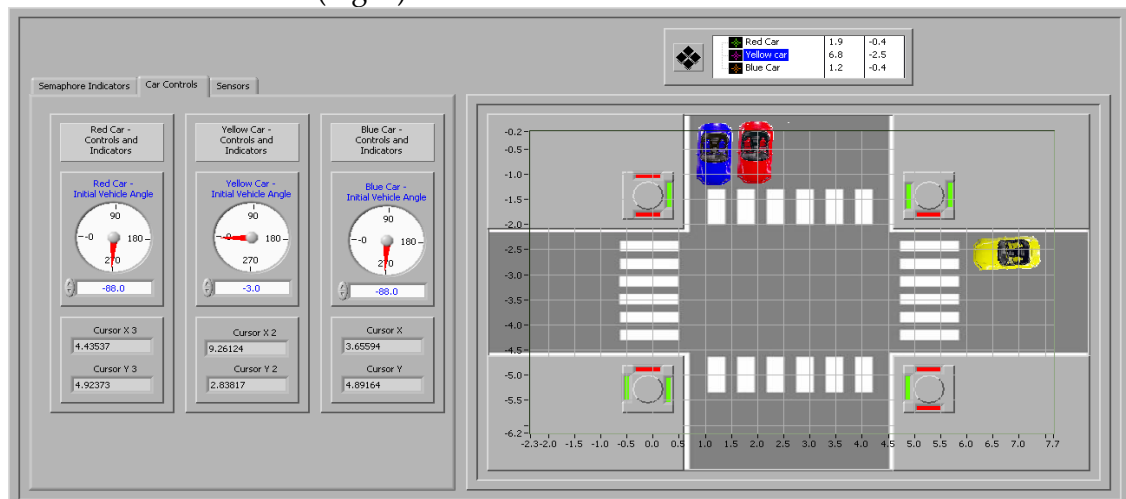 Red Car 1.9 -0.4
Yellow car 6.8 -2.5
Blue Car 1.2 -0.4
Semaphore Indicators Car Controls Sensors
Red Car -
Controls and
Indicators
Red Car -
Initial Vehicle Angle
90
-0 180
270
-88.0
Cursor X 3
4.43537
Cursor Y 3
4.92373
Yellow Car -
Controls and
Indicators
Yellow Car -
Initial Vehicle Angle
90
-0 180
270
-3.0
Cursor X 2
9.26124
Cursor Y 2
2.83817
Blue Car -
Controls and
Indicators
Blue Car -
Initial Vehicle Angle
90
-0 180
270
-88.0
Cursor X
3.65594
Cursor Y
4.89164
-0.2
-0.5
-1.0
-1.5
-2.0
-2.5
-3.0
-3.5
-4.0
-4.5
-5.0
-5.5
-6.2
-2.3 -2.0 -1.5 -1.0 -0.5 0.0 0.5 1.0 1.5 2.0 2.5 3.0 3.5 4.0 4.5 5.0 5.5 6.0 6.5 7.0 7.7